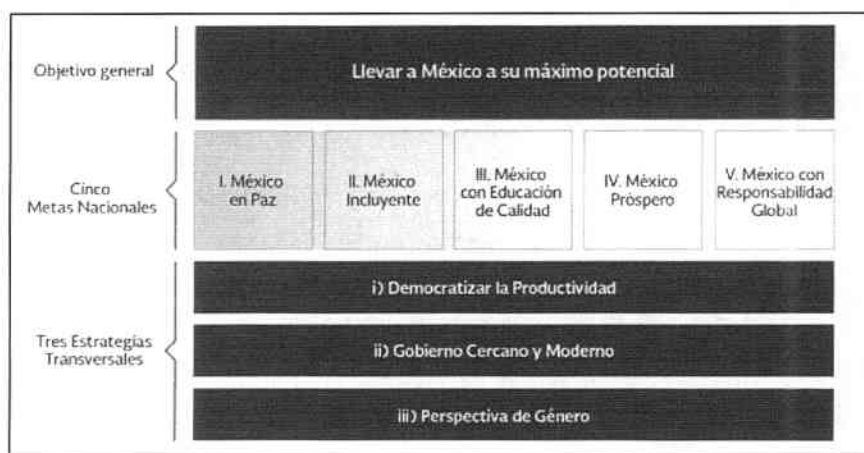 Objetivo general
Llevar a México a su máximo potencial
Cinco
Metas Nacionales
I. México
en Paz
II. México
Incluyente
III. México
con Educación
de Calidad
IV. México
Próspero
V. México con
Responsabilidad
Global
Tres Estrategias
Transversales
i) Democratizar la Productividad
ii) Gobierno Cercano y Moderno
iii) Perspectiva de Género